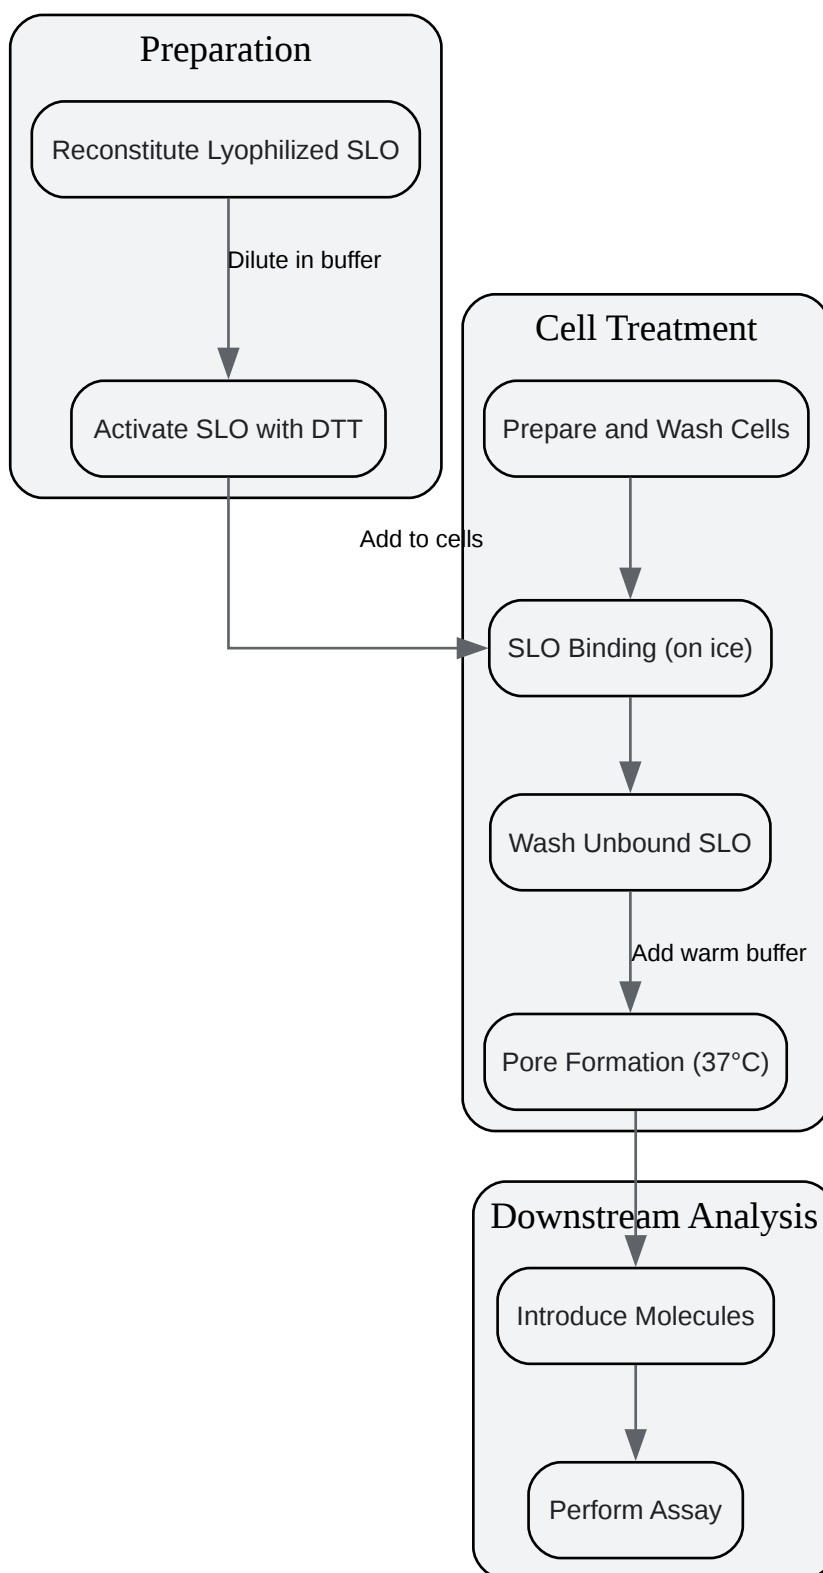 Preparation
Reconstitute Lyophilized SLO
Dilute in buffer
Activate SLO with DTT
Add to cells
Cell Treatment
Prepare and Wash Cells
SLO Binding (on ice)
Wash Unbound SLO
Add warm buffer
Pore Formation (37°C)
Downstream Analysis
Introduce Molecules
Perform Assay